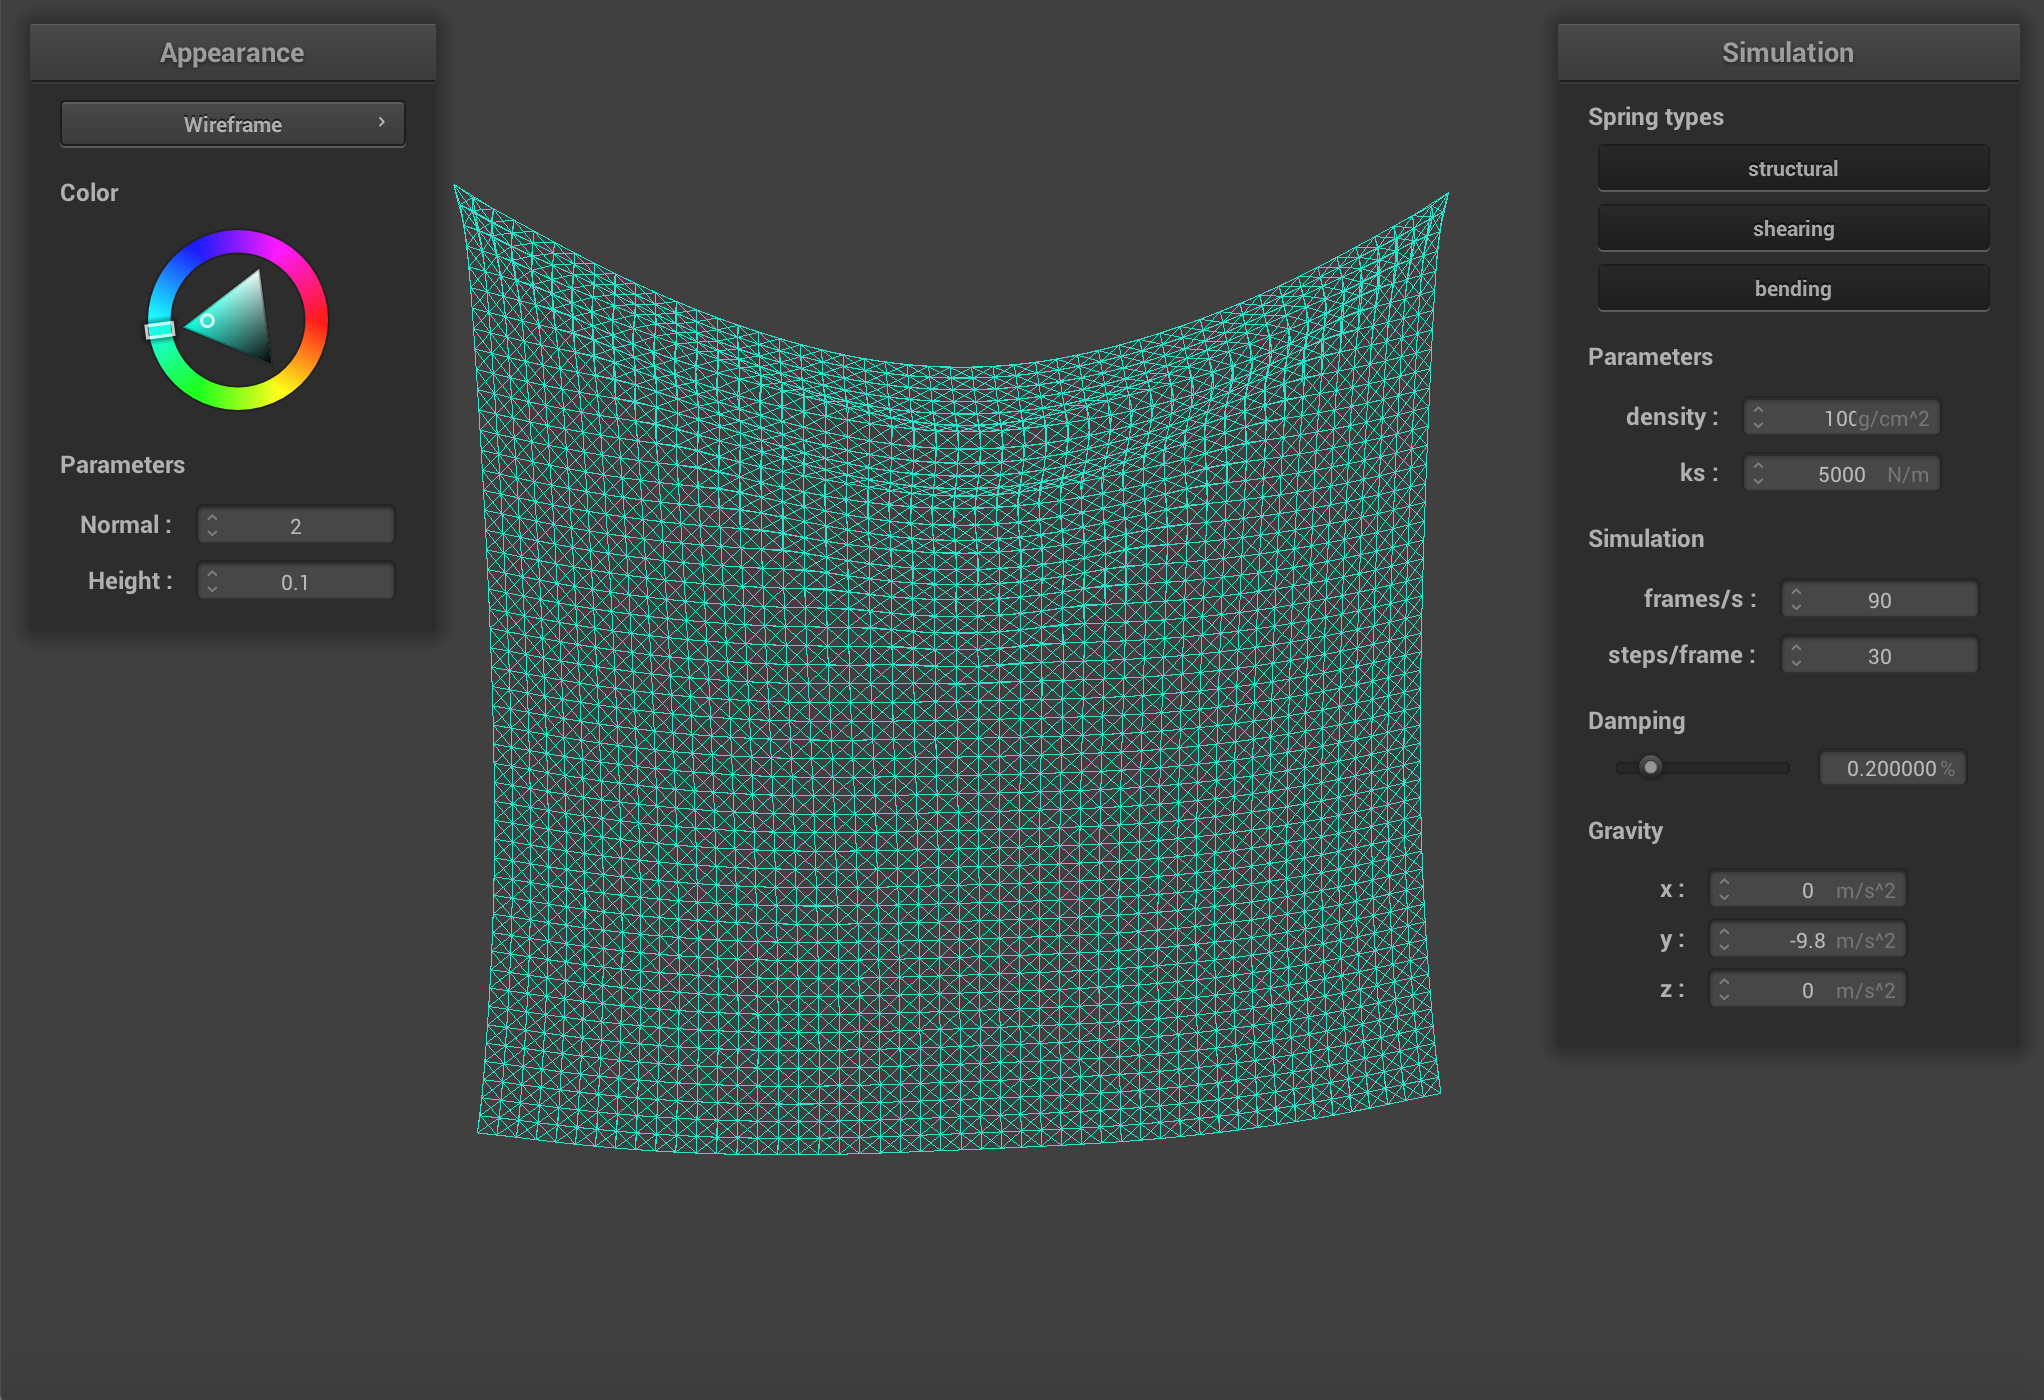 Appearance
Wireframe
Color
Parameters
Normal : 2
Height : 0.1
Simulation
Spring types
structural
shearing
bending
Parameters
density : 100g/cm^2
ks : 5000 N/m
Simulation
frames/s : 90
steps/frame : 30
Damping
0.200000 %
Gravity
x : 0 m/s^2
y : -9.8 m/s^2
z : 0 m/s^2